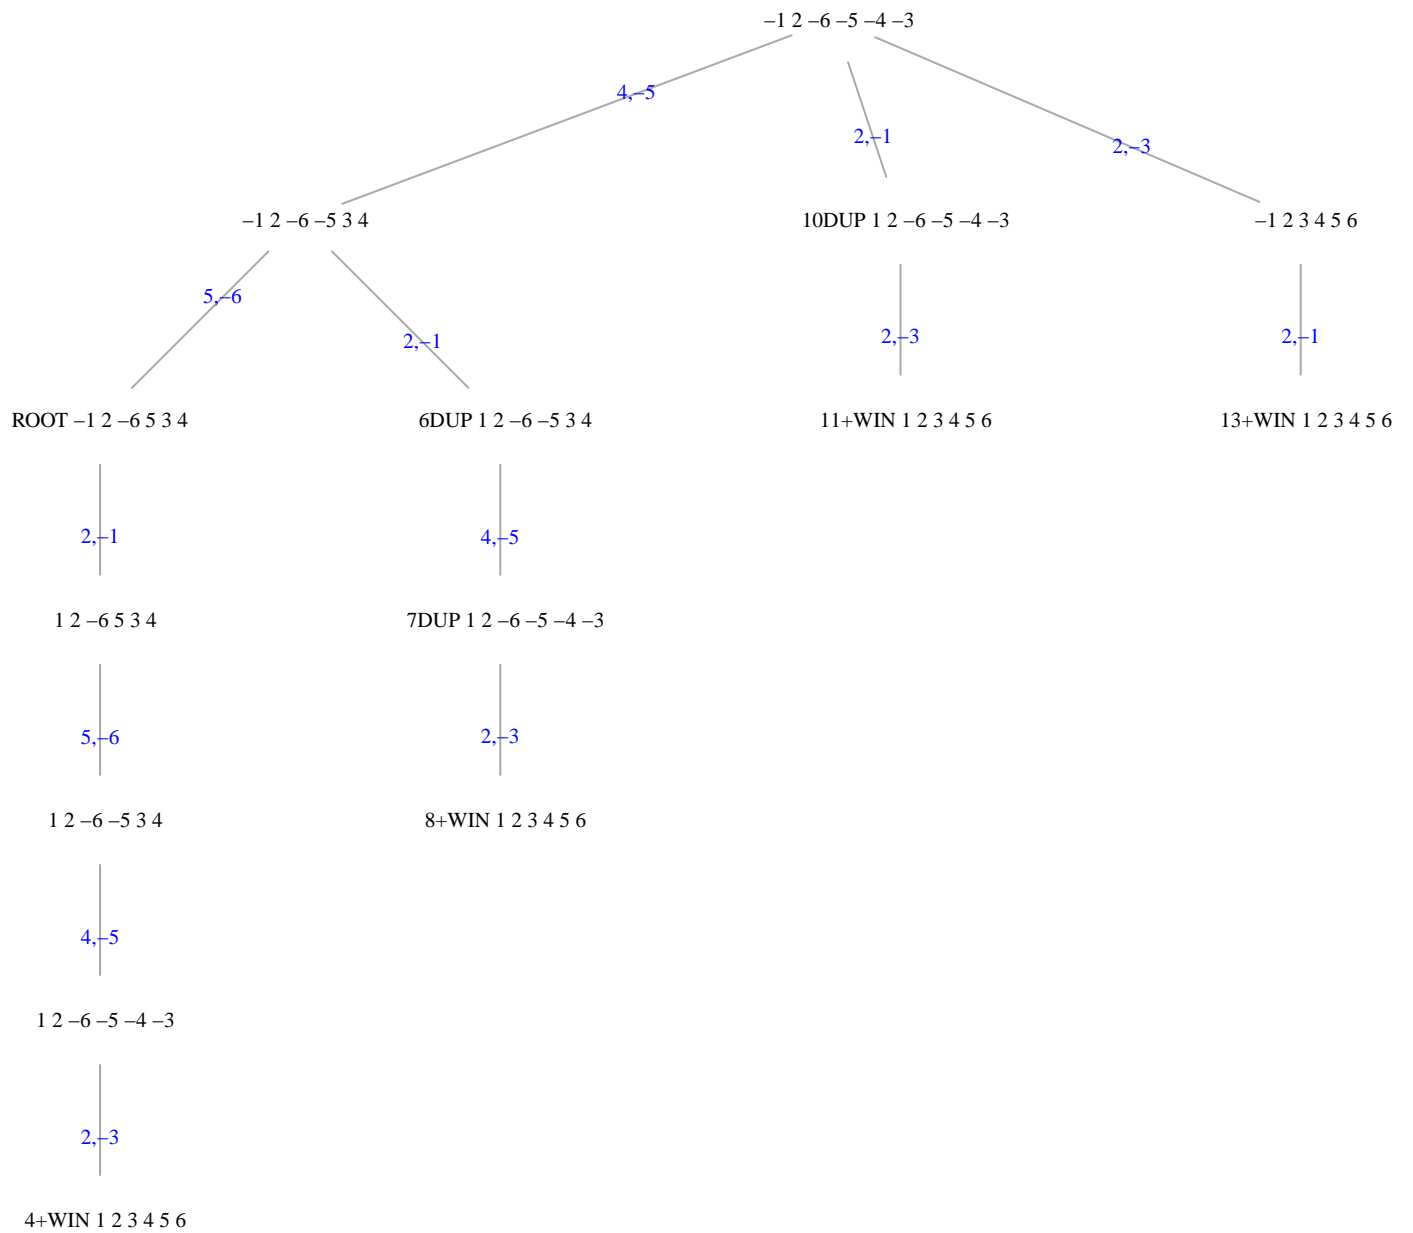 –1 2 –6 –5 –4 –3
4,–5
2,–1
2,–3
–1 2 –6 –5 3 4
10DUP 1 2 –6 –5 –4 –3
–1 2 3 4 5 6
5,–6
2,–1
2,–3
2,–1
ROOT –1 2 –6 5 3 4
6DUP 1 2 –6 –5 3 4
11+WIN 1 2 3 4 5 6
13+WIN 1 2 3 4 5 6
2,–1
4,–5
1 2 –6 5 3 4
7DUP 1 2 –6 –5 –4 –3
5,–6
2,–3
1 2 –6 –5 3 4
8+WIN 1 2 3 4 5 6
4,–5
1 2 –6 –5 –4 –3
2,–3
4+WIN 1 2 3 4 5 6